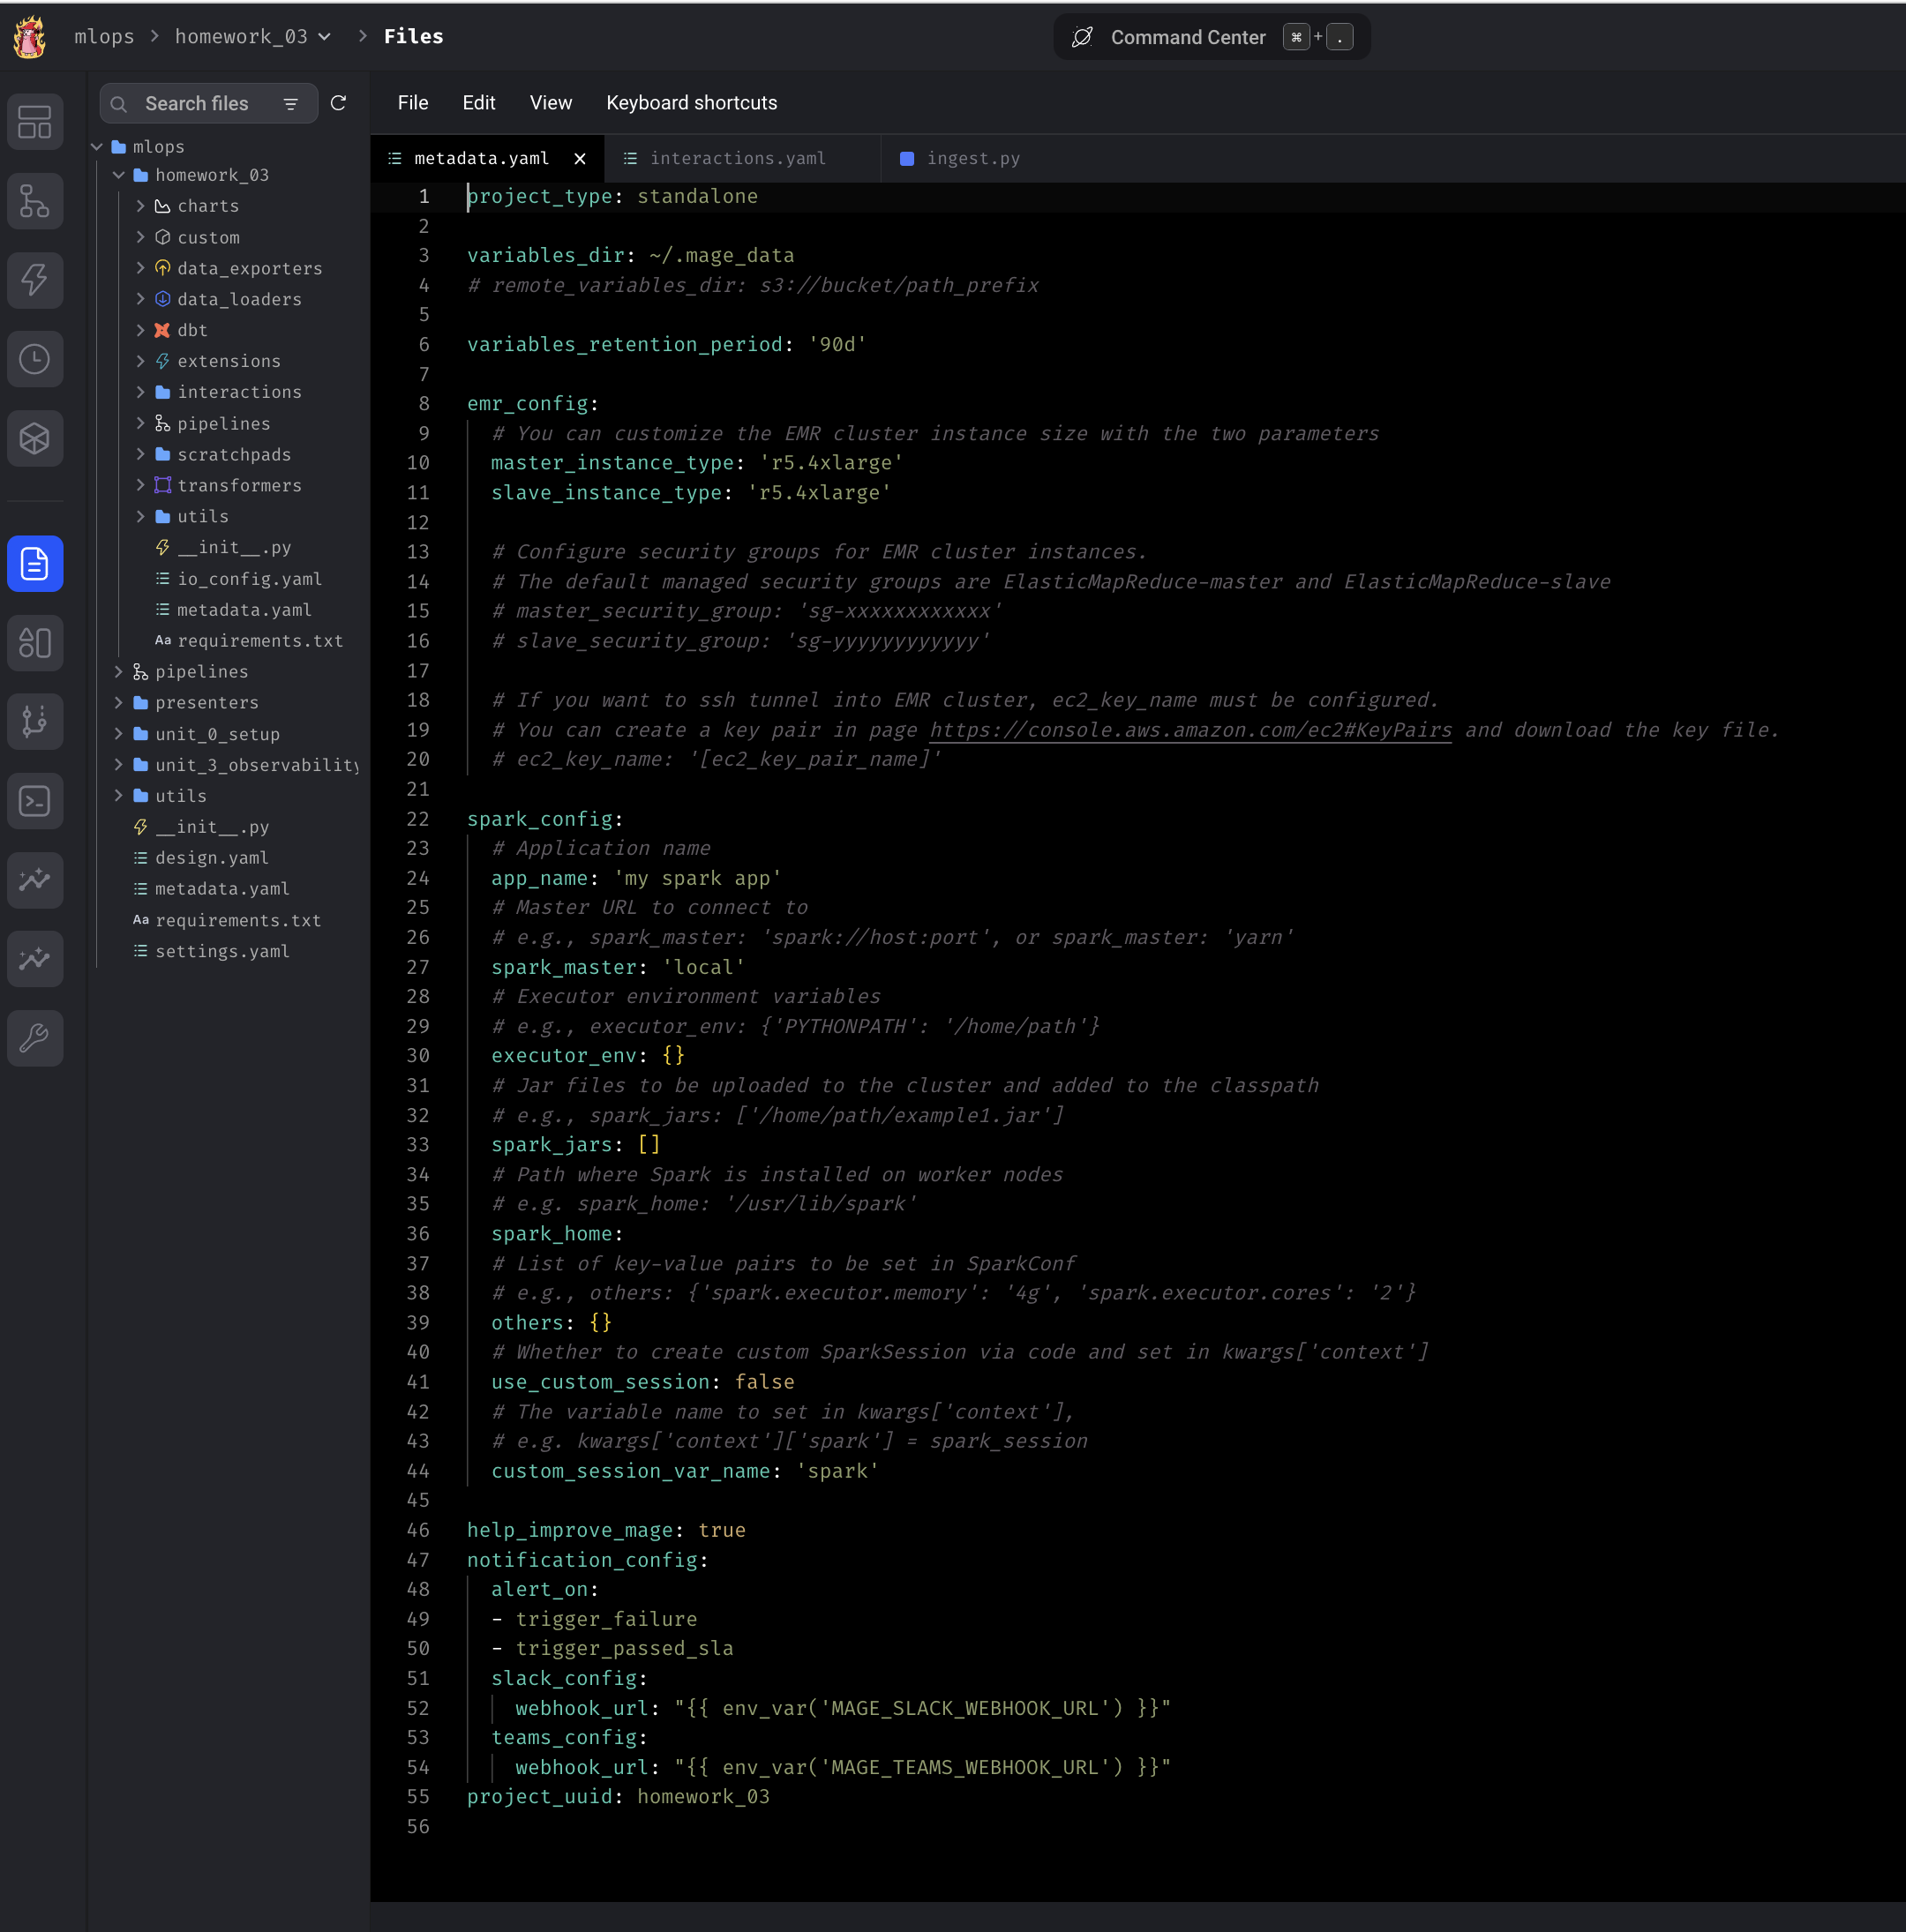 mlops > homework_03 > Files
Command Center ⌘ + .
Search files
File Edit View Keyboard shortcuts
mlops
homework_03
charts
custom
data_exporters
data_loaders
dbt
extensions
interactions
pipelines
scratchpads
transformers
utils
__init__.py
io_config.yaml
metadata.yaml
Aa requirements.txt
pipelines
presenters
unit_0_setup
unit_3_observability
utils
__init__.py
design.yaml
metadata.yaml
Aa requirements.txt
settings.yaml
metadata.yaml × interactions.yaml ingest.py
1 project_type: standalone
2
3 variables_dir: ~/.mage_data
4 # remote_variables_dir: s3://bucket/path_prefix
5
6 variables_retention_period: '90d'
7
8 emr_config:
9 # You can customize the EMR cluster instance size with the two parameters
10 master_instance_type: 'r5.4xlarge'
11 slave_instance_type: 'r5.4xlarge'
12
13 # Configure security groups for EMR cluster instances.
14 # The default managed security groups are ElasticMapReduce-master and ElasticMapReduce-slave
15 # master_security_group: 'sg-xxxxxxxxxxxx'
16 # slave_security_group: 'sg-yyyyyyyyyyyy'
17
18 # If you want to ssh tunnel into EMR cluster, ec2_key_name must be configured.
19 # You can create a key pair in page https://console.aws.amazon.com/ec2#KeyPairs and download the key file.
20 # ec2_key_name: '[ec2_key_pair_name]'
21
22 spark_config:
23 # Application name
24 app_name: 'my spark app'
25 # Master URL to connect to
26 # e.g., spark_master: 'spark://host:port', or spark_master: 'yarn'
27 spark_master: 'local'
28 # Executor environment variables
29 # e.g., executor_env: {'PYTHONPATH': '/home/path'}
30 executor_env: {}
31 # Jar files to be uploaded to the cluster and added to the classpath
32 # e.g., spark_jars: ['/home/path/example1.jar']
33 spark_jars: []
34 # Path where Spark is installed on worker nodes
35 # e.g. spark_home: '/usr/lib/spark'
36 spark_home:
37 # List of key-value pairs to be set in SparkConf
38 # e.g., others: {'spark.executor.memory': '4g', 'spark.executor.cores': '2'}
39 others: {}
40 # Whether to create custom SparkSession via code and set in kwargs['context']
41 use_custom_session: false
42 # The variable name to set in kwargs['context'],
43 # e.g. kwargs['context']['spark'] = spark_session
44 custom_session_var_name: 'spark'
45
46 help_improve_mage: true
47 notification_config:
48 alert_on:
49 - trigger_failure
50 - trigger_passed_sla
51 slack_config:
52 webhook_url: "{{ env_var('MAGE_SLACK_WEBHOOK_URL') }}"
53 teams_config:
54 webhook_url: "{{ env_var('MAGE_TEAMS_WEBHOOK_URL') }}"
55 project_uuid: homework_03
56